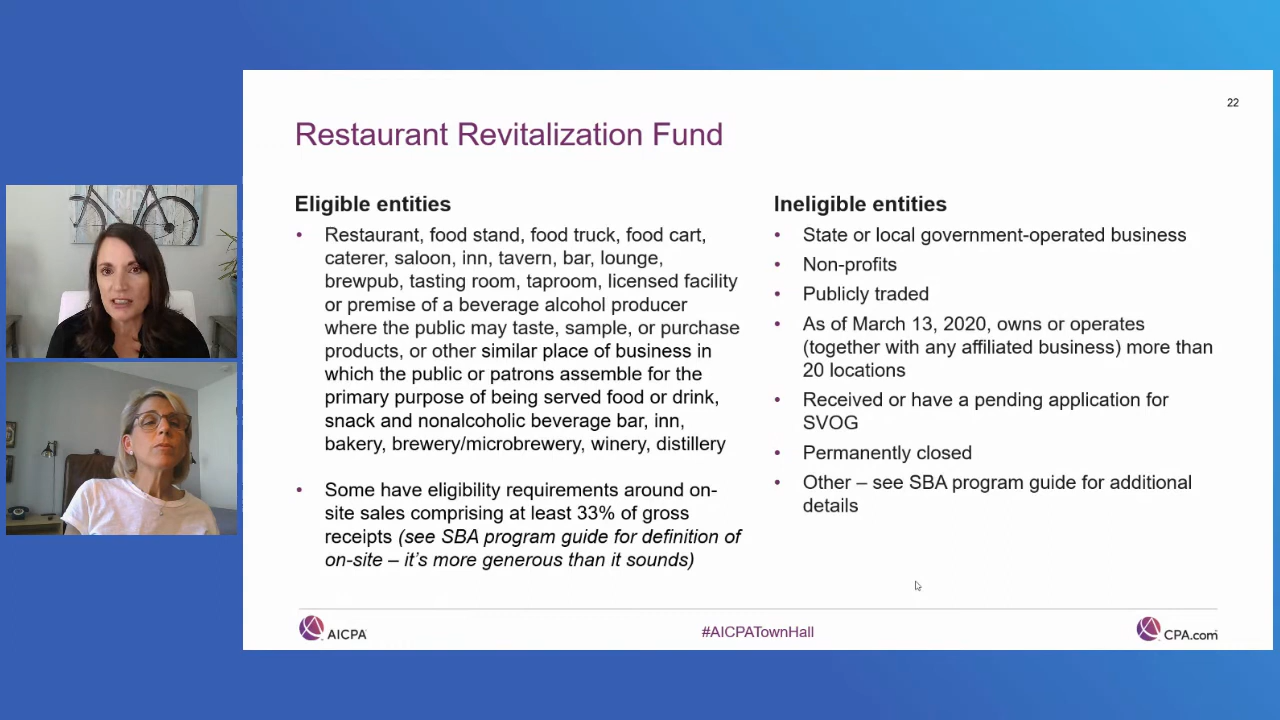 22
Restaurant Revitalization Fund
Eligible entities
• Restaurant, food stand, food truck, food cart,
caterer, saloon, inn, tavern, bar, lounge,
brewpub, tasting room, taproom, licensed facility
or premise of a beverage alcohol producer
where the public may taste, sample, or purchase
products, or other similar place of business in
which the public or patrons assemble for the
primary purpose of being served food or drink,
snack and nonalcoholic beverage bar, inn,
bakery, brewery/microbrewery, winery, distillery
• Some have eligibility requirements around on-
site sales comprising at least 33% of gross
receipts (see SBA program guide for definition of
on-site – it's more generous than it sounds)
Ineligible entities
• State or local government-operated business
• Non-profits
• Publicly traded
• As of March 13, 2020, owns or operates
(together with any affiliated business) more than
20 locations
• Received or have a pending application for
SVOG
• Permanently closed
• Other – see SBA program guide for additional
details
AICPA
#AICPATownHall
CPA.com